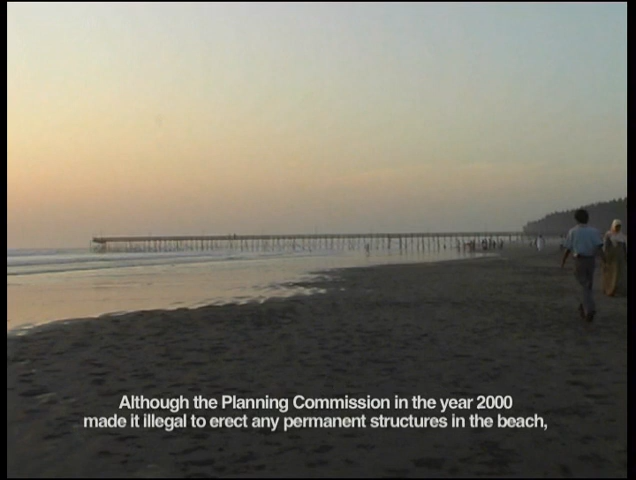 Although the Planning Commission in the year 2000
made it illegal to erect any permanent structures in the beach,